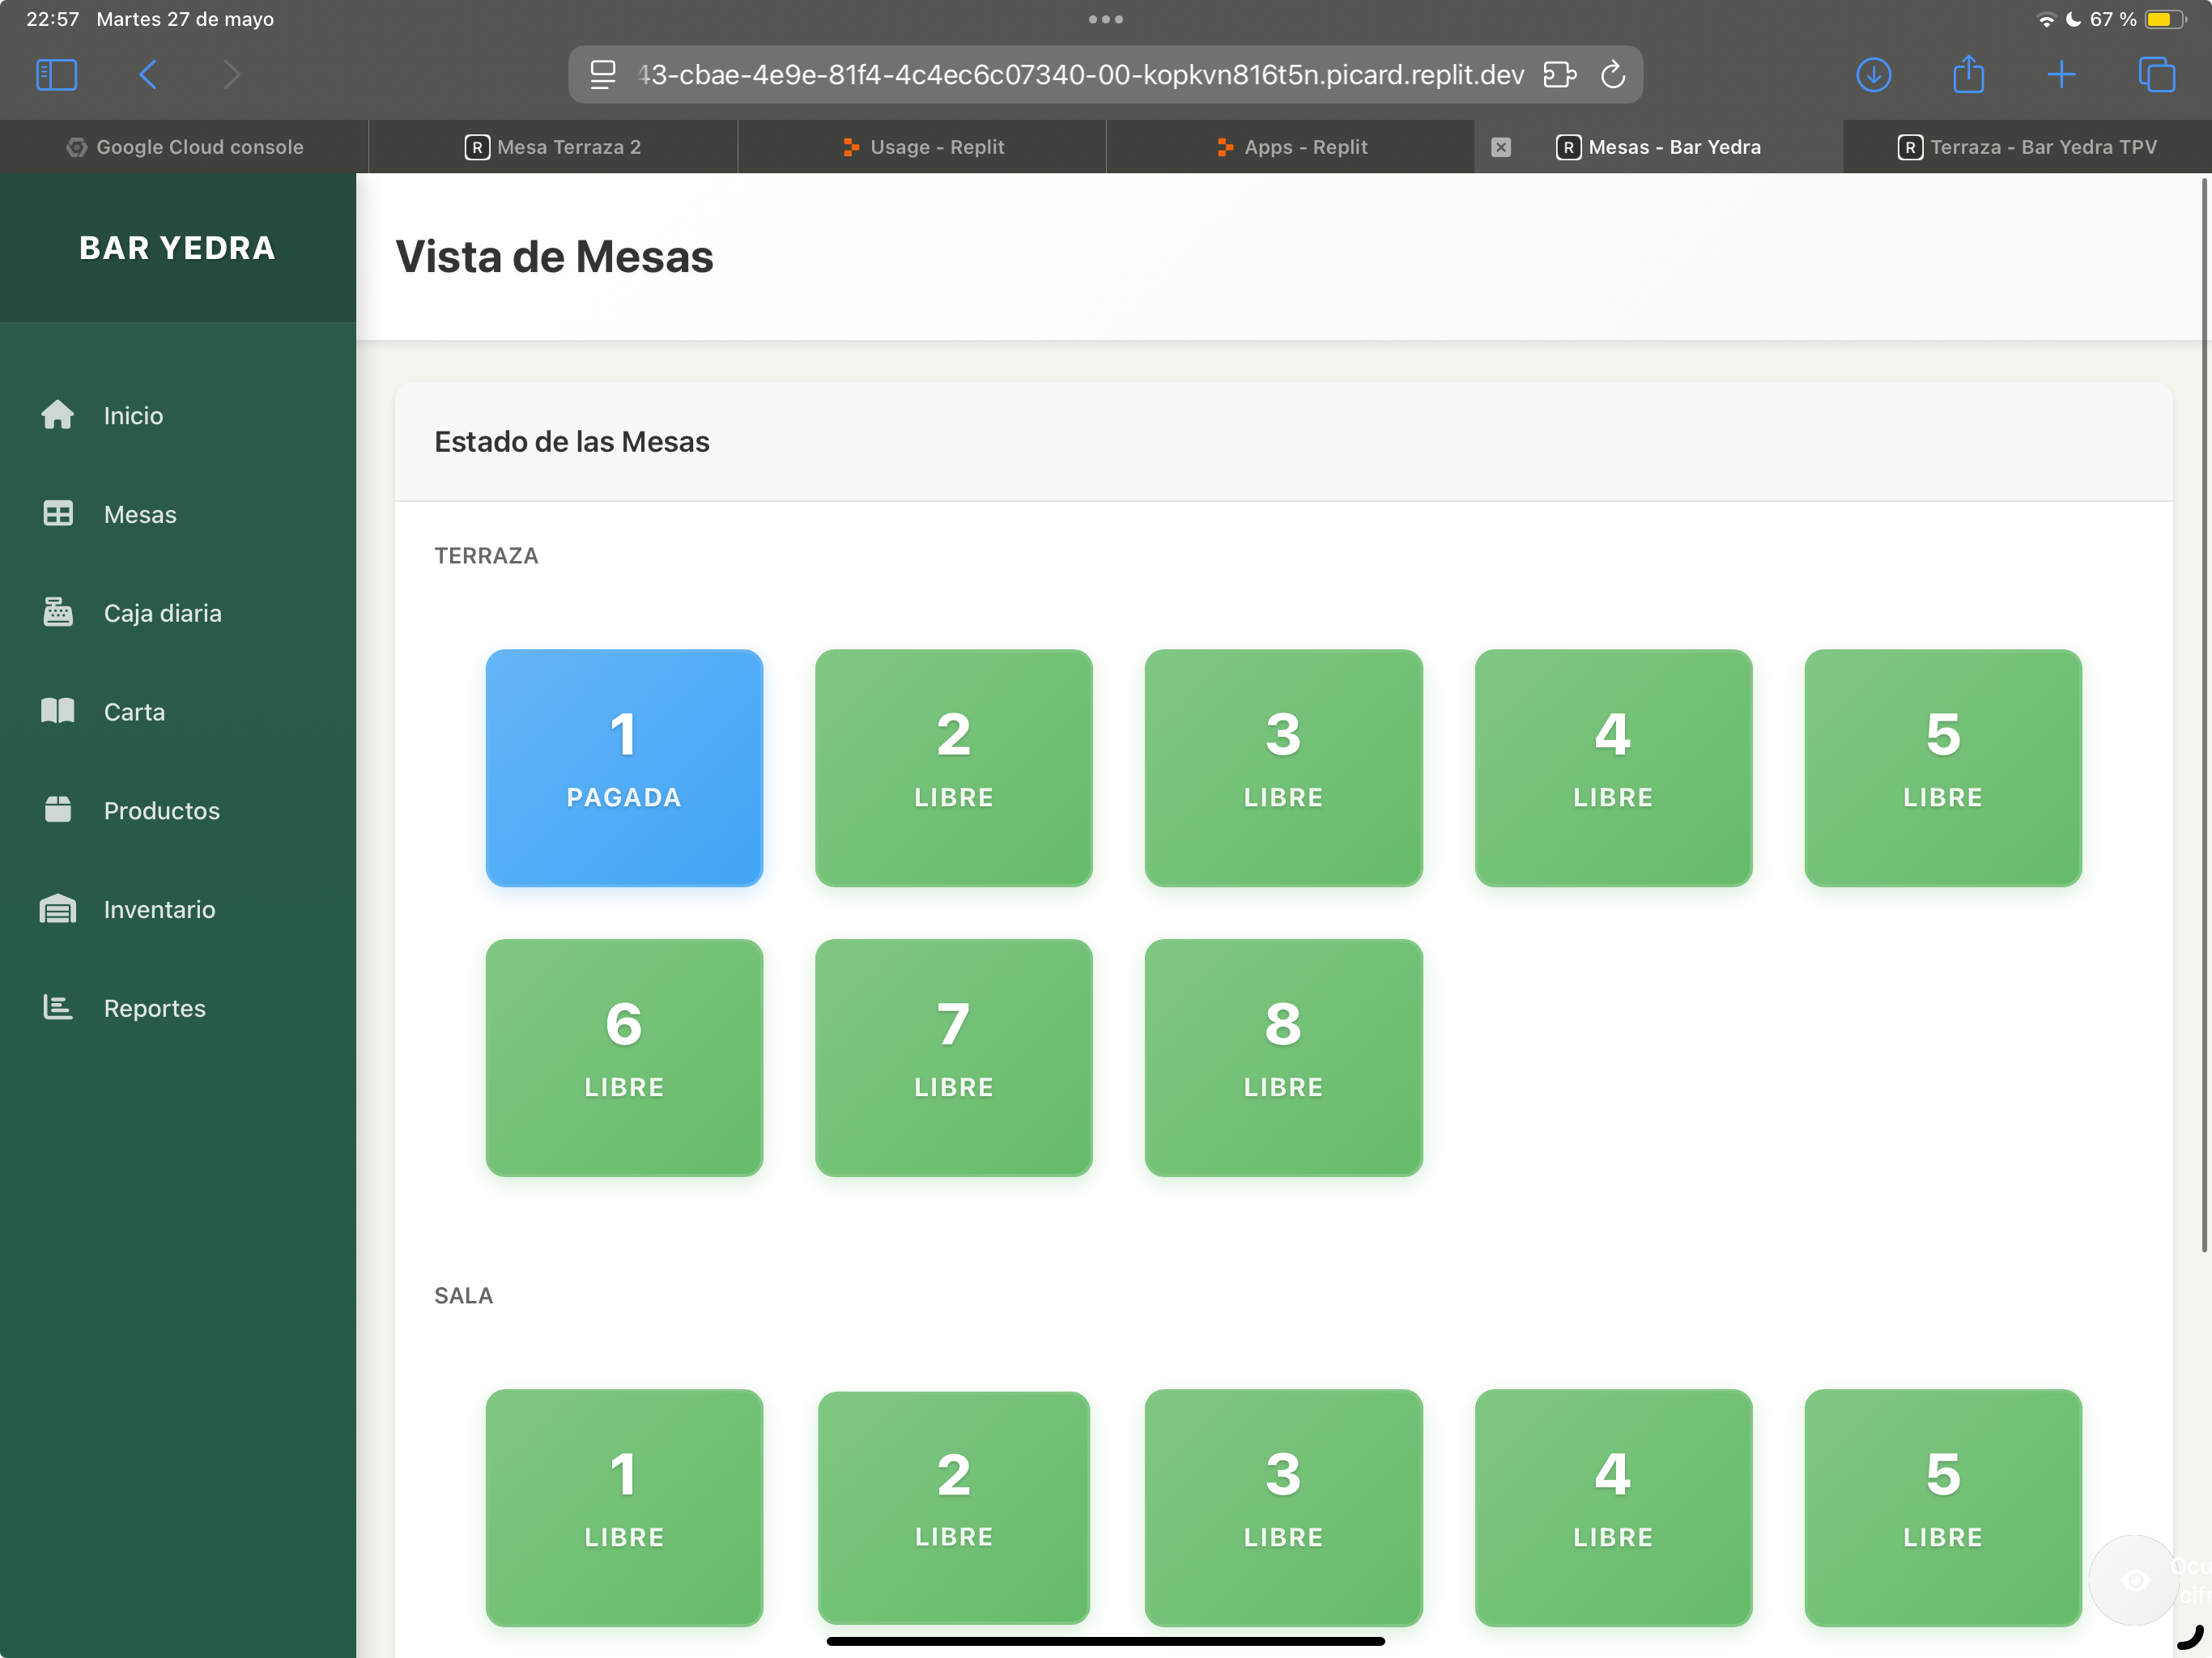 22:57 Martes 27 de mayo
67 %
43-cbae-4e9e-81f4-4c4ec6c07340-00-kopkvn816t5n.picard.replit.dev
Google Cloud console
R Mesa Terraza 2
Usage - Replit
Apps - Replit
R Mesas - Bar Yedra
R Terraza - Bar Yedra TPV
BAR YEDRA
Inicio
Mesas
Caja diaria
Carta
Productos
Inventario
Reportes
Vista de Mesas
Estado de las Mesas
TERRAZA
1 PAGADA
2 LIBRE
3 LIBRE
4 LIBRE
5 LIBRE
6 LIBRE
7 LIBRE
8 LIBRE
SALA
1 LIBRE
2 LIBRE
3 LIBRE
4 LIBRE
5 LIBRE